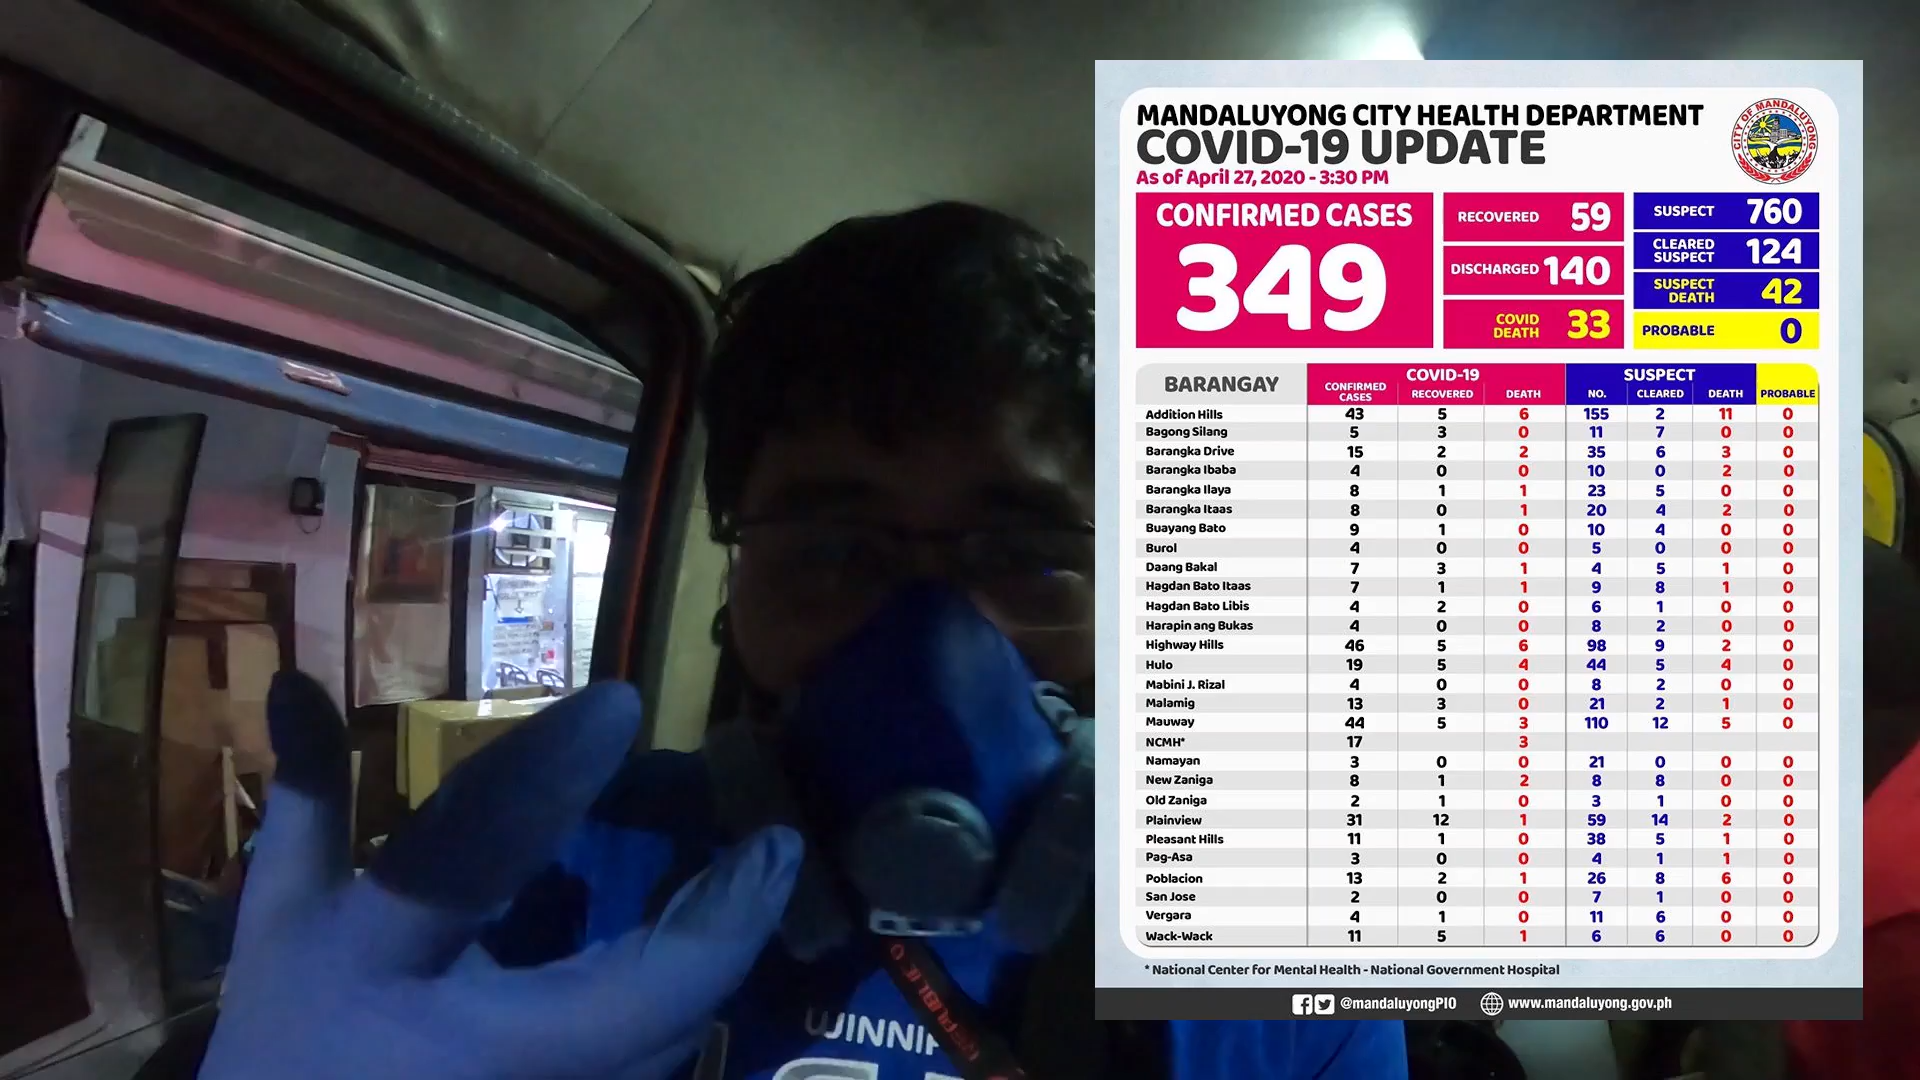 MANDALUYONG CITY HEALTH DEPARTMENT
COVID-19 UPDATE
As of April 27, 2020 - 3:30 PM
CITY OF MANDALUYONG
CONFIRMED CASES
349
RECOVERED 59
DISCHARGED 140
COVID DEATH 33
SUSPECT 760
CLEARED SUSPECT 124
SUSPECT DEATH 42
PROBABLE 0
BARANGAY COVID-19 SUSPECT
CONFIRMED CASES RECOVERED DEATH NO. CLEARED DEATH PROBABLE
Addition Hills 43 5 6 155 2 11 0
Bagong Silang 5 3 0 11 7 0 0
Barangka Drive 15 2 2 35 6 3 0
Barangka Ibaba 4 0 0 10 0 2 0
Barangka Ilaya 8 1 1 23 5 0 0
Barangka Itaas 8 0 1 20 4 2 0
Buayang Bato 9 1 0 10 4 0 0
Burol 4 0 0 5 0 0 0
Daang Bakal 7 3 1 4 5 1 0
Hagdan Bato Itaas 7 1 1 9 8 1 0
Hagdan Bato Libis 4 2 0 6 1 0 0
Harapin ang Bukas 4 0 0 8 2 0 0
Highway Hills 46 5 6 98 9 2 0
Hulo 19 5 4 44 5 4 0
Mabini J. Rizal 4 0 0 8 2 0 0
Malamig 13 3 0 21 2 1 0
Mauway 44 5 3 110 12 5 0
NCMH* 17 3
Namayan 3 0 0 21 0 0 0
New Zaniga 8 1 2 8 8 0 0
Old Zaniga 2 1 0 3 1 0 0
Plainview 31 12 1 59 14 2 0
Pleasant Hills 11 1 0 38 5 1 0
Pag-Asa 3 0 0 4 1 1 0
Poblacion 13 2 1 26 8 6 0
San Jose 2 0 0 7 1 0 0
Vergara 4 1 0 11 6 0 0
Wack-Wack 11 5 1 6 6 0 0
* National Center for Mental Health - National Government Hospital
@mandaluyongPIO www.mandaluyong.gov.ph